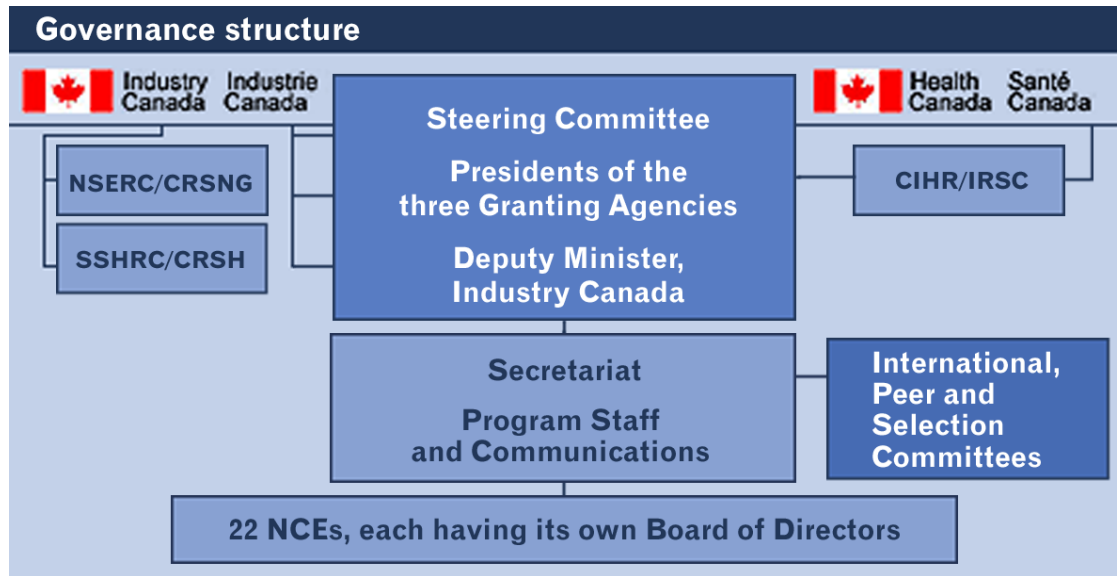 Governance structure
Industry Industrie
Canada Canada
Health Santé
Canada Canada
Steering Committee
Presidents of the
three Granting Agencies
Deputy Minister,
Industry Canada
NSERC/CRSNG
SSHRC/CRSH
CIHR/IRSC
Secretariat
Program Staff
and Communications
International,
Peer and
Selection
Committees
22 NCEs, each having its own Board of Directors